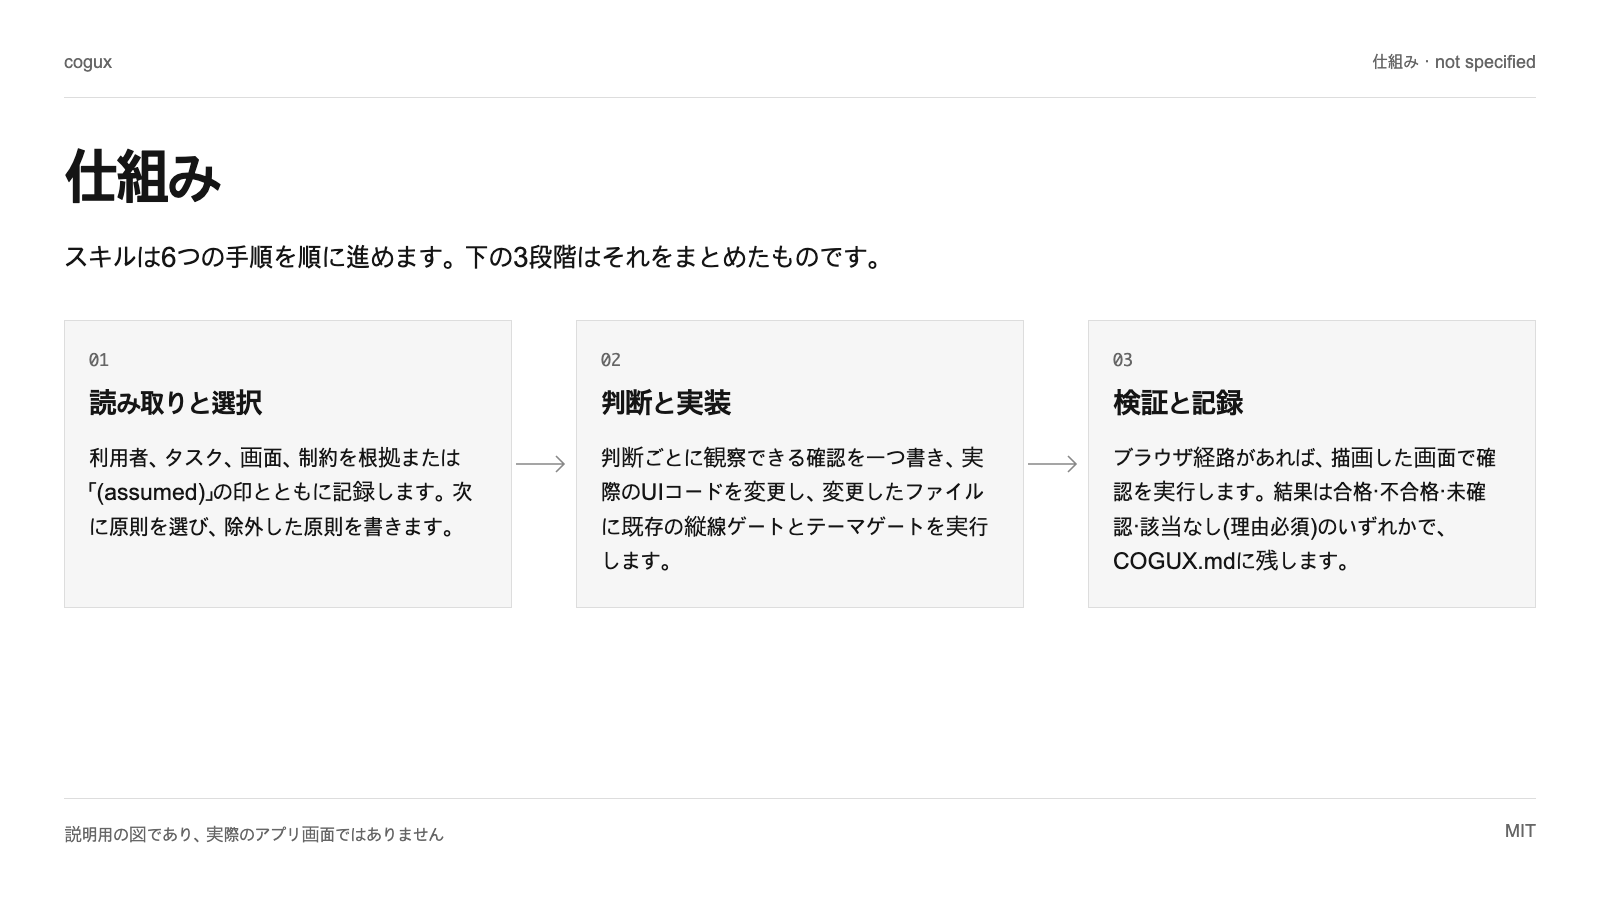 cogux
仕組み · not specified
仕組み
スキルは6つの手順を順に進めます。下の3段階はそれをまとめたものです。
01
読み取りと選択
利用者、タスク、画面、制約を根拠または
「(assumed)」の印とともに記録します。次
に原則を選び、除外した原則を書きます。
02
判断と実装
判断ごとに観察できる確認を一つ書き、実
際のUIコードを変更し、変更したファイル
に既存の縦線ゲートとテーマゲートを実行
します。
03
検証と記録
ブラウザ経路があれば、描画した画面で確
認を実行します。結果は合格·不合格·未確
認·該当なし(理由必須)のいずれかで、
COGUX.mdに残します。
説明用の図であり、実際のアプリ画面ではありません
MIT